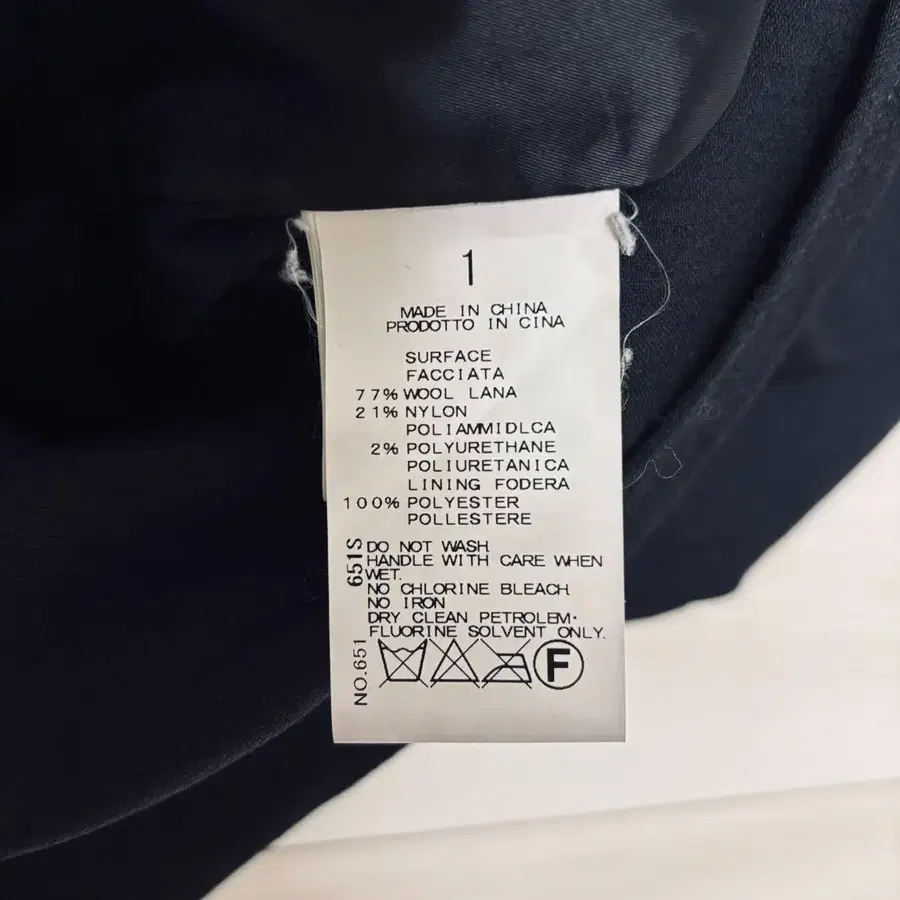 1
MADE IN CHINA
PRODOTTO IN CINA
SURFACE
FACCIATA
77% WOOL LANA
21% NYLON
POLIAMMIDLCA
2% POLYURETHANE
POLIURETANICA
LINING FODERA
100% POLYESTER
POLLESTERE
DO NOT WASH
HANDLE WITH CARE WHEN
WET.
NO CHLORINE BLEACH
NO IRON
DRY CLEAN PETROLEM·
FLUORINE SOLVENT ONLY.
F
651S
NO.651